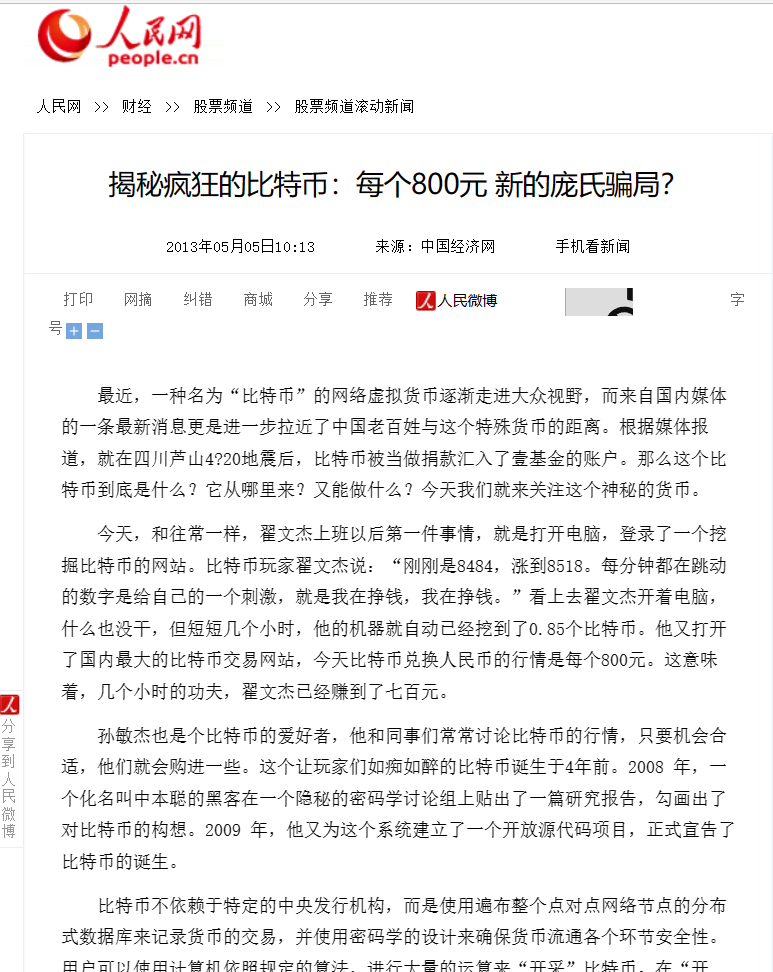 人民网
people.cn
人民网 >> 财经 >> 股票频道 >> 股票频道滚动新闻
揭秘疯狂的比特币：每个800元 新的庞氏骗局？
2013年05月05日10:13 来源：中国经济网 手机看新闻
打印 网摘 纠错 商城 分享 推荐 人民微博 字
号 + −
最近，一种名为“比特币”的网络虚拟货币逐渐走进大众视野，而来自国内媒体
的一条最新消息更是进一步拉近了中国老百姓与这个特殊货币的距离。根据媒体报
道，就在四川芦山4?20地震后，比特币被当做捐款汇入了壹基金的账户。那么这个比
特币到底是什么？它从哪里来？又能做什么？今天我们就来关注这个神秘的货币。
今天，和往常一样，翟文杰上班以后第一件事情，就是打开电脑，登录了一个挖
掘比特币的网站。比特币玩家翟文杰说：“刚刚是8484，涨到8518。每分钟都在跳动
的数字是给自己的一个刺激，就是我在挣钱，我在挣钱。”看上去翟文杰开着电脑，
什么也没干，但短短几个小时，他的机器就自动已经挖到了0.85个比特币。他又打开
了国内最大的比特币交易网站，今天比特币兑换人民币的行情是每个800元。这意味
着，几个小时的功夫，翟文杰已经赚到了七百元。
孙敏杰也是个比特币的爱好者，他和同事们常常讨论比特币的行情，只要机会合
适，他们就会购进一些。这个让玩家们如痴如醉的比特币诞生于4年前。2008 年，一
个化名叫中本聪的黑客在一个隐秘的密码学讨论组上贴出了一篇研究报告，勾画出了
对比特币的构想。2009 年，他又为这个系统建立了一个开放源代码项目，正式宣告了
比特币的诞生。
比特币不依赖于特定的中央发行机构，而是使用遍布整个点对点网络节点的分布
式数据库来记录货币的交易，并使用密码学的设计来确保货币流通各个环节安全性。
用户可以使用计算机依照规定的算法，进行大量的运算来“开采”比特币。在“开
分享到人民微博